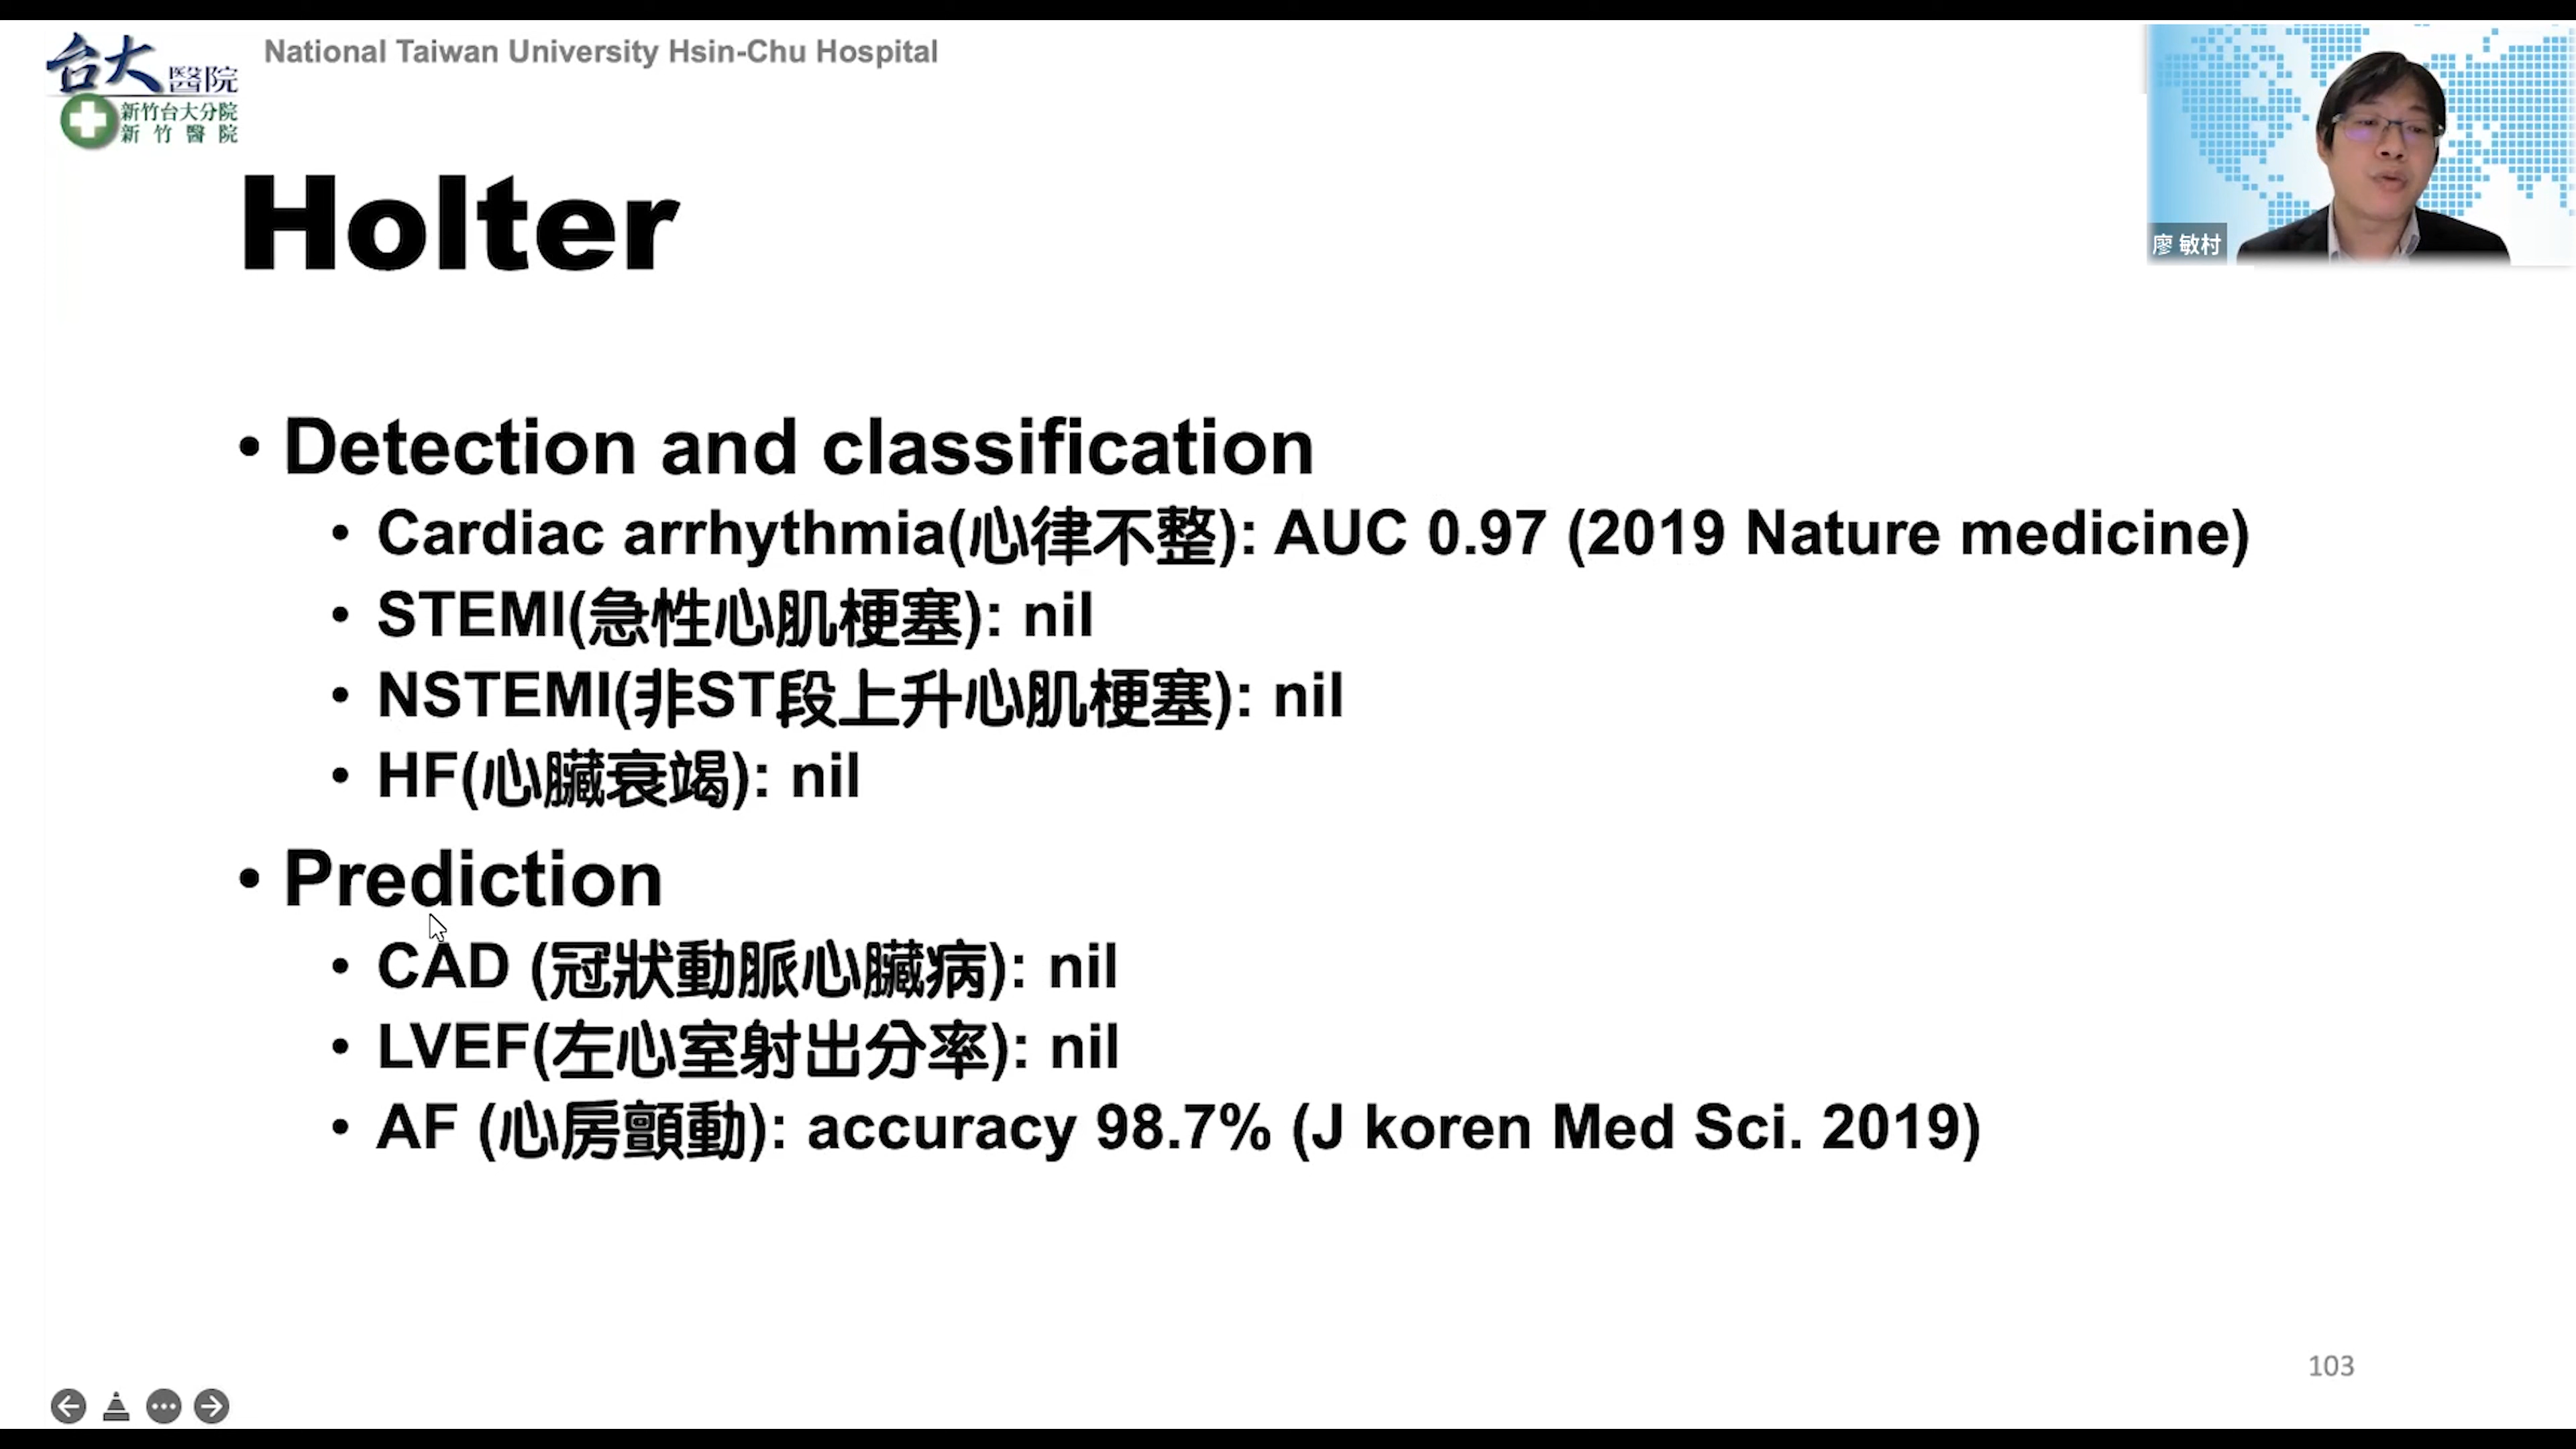 台大醫院
新竹台大分院
新竹醫院
National Taiwan University Hsin-Chu Hospital
廖 敏村
Holter
• Detection and classification
• Cardiac arrhythmia(心律不整): AUC 0.97 (2019 Nature medicine)
• STEMI(急性心肌梗塞): nil
• NSTEMI(非ST段上升心肌梗塞): nil
• HF(心臟衰竭): nil
• Prediction
• CAD (冠狀動脈心臟病): nil
• LVEF(左心室射出分率): nil
• AF (心房顫動): accuracy 98.7% (J koren Med Sci. 2019)
103